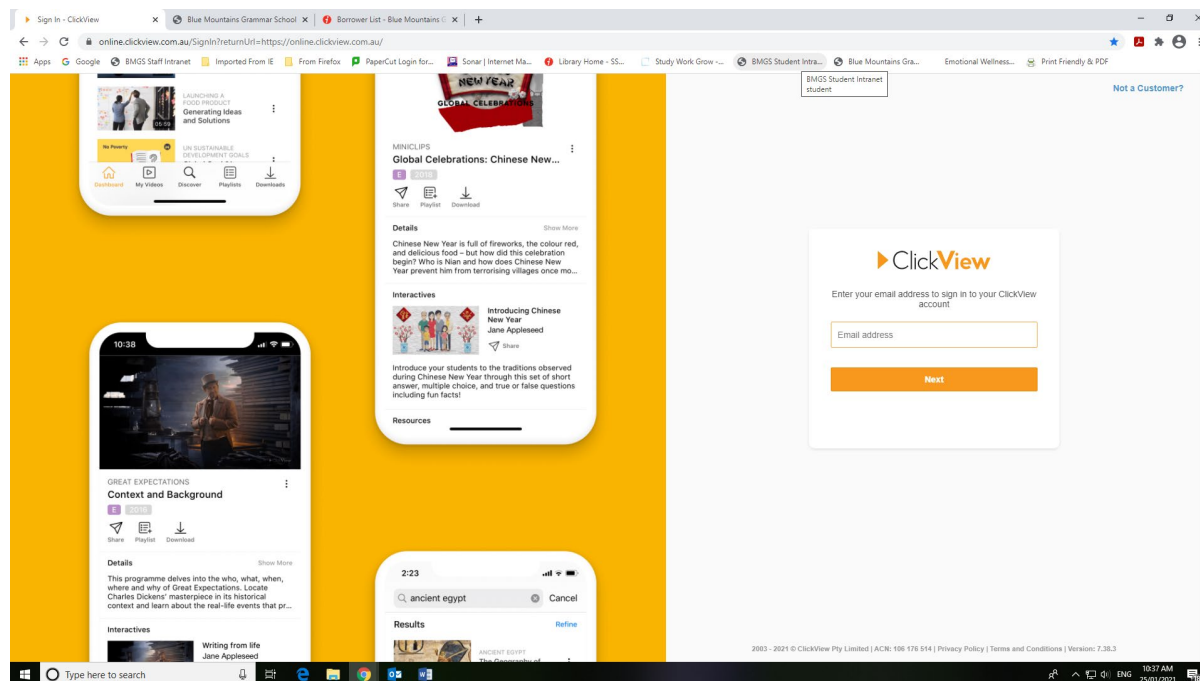 Sign In - ClickView
Blue Mountains Grammar School
Borrower List - Blue Mountains G
online.clickview.com.au/SignIn?returnUrl=https://online.clickview.com.au/
Apps
Google
BMGS Staff Intranet
Imported From IE
From Firefox
PaperCut Login for...
Sonar | Internet Ma...
Library Home - SS...
Study Work Grow -...
BMGS Student Intra...
Blue Mountains Gra...
Emotional Wellness...
Print Friendly & PDF
BMGS Student Intranet
student
Not a Customer?
LAUNCHING A
FOOD PRODUCT
Generating Ideas
and Solutions
05:59
No Poverty
UN SUSTAINABLE
DEVELOPMENT GOALS
Dashboard
My Videos
Discover
Playlists
Downloads
NEW YEAR
GLOBAL CELEBRATIONS
MINICLIPS
Global Celebrations: Chinese New...
E 2019
Share
Playlist
Download
Details
Show More
Chinese New Year is full of fireworks, the colour red,
and delicious food – but how did this celebration
begin? Who is Nian and how does Chinese New
Year prevent him from terrorising villages once mo...
Interactives
Introducing Chinese
New Year
Jane Appleseed
Share
Introduce your students to the traditions observed
during Chinese New Year through this set of short
answer, multiple choice, and true or false questions
including fun facts!
Resources
10:38
GREAT EXPECTATIONS
Context and Background
E 2016
Share
Playlist
Download
Details
Show More
This programme delves into the who, what, when,
where and why of Great Expectations. Locate
Charles Dickens' masterpiece in its historical
context and learn about the real-life events that pr...
Interactives
Writing from life
Jane Appleseed
2:23
ancient egypt
Cancel
Results
Refine
ANCIENT EGYPT
The Geography of
ClickView
Enter your email address to sign in to your ClickView
account
Email address
Next
2003 - 2021 © ClickView Pty Limited | ACN: 106 176 514 | Privacy Policy | Terms and Conditions | Version: 7.38.3
Type here to search
ENG
10:37 AM
25/01/2021